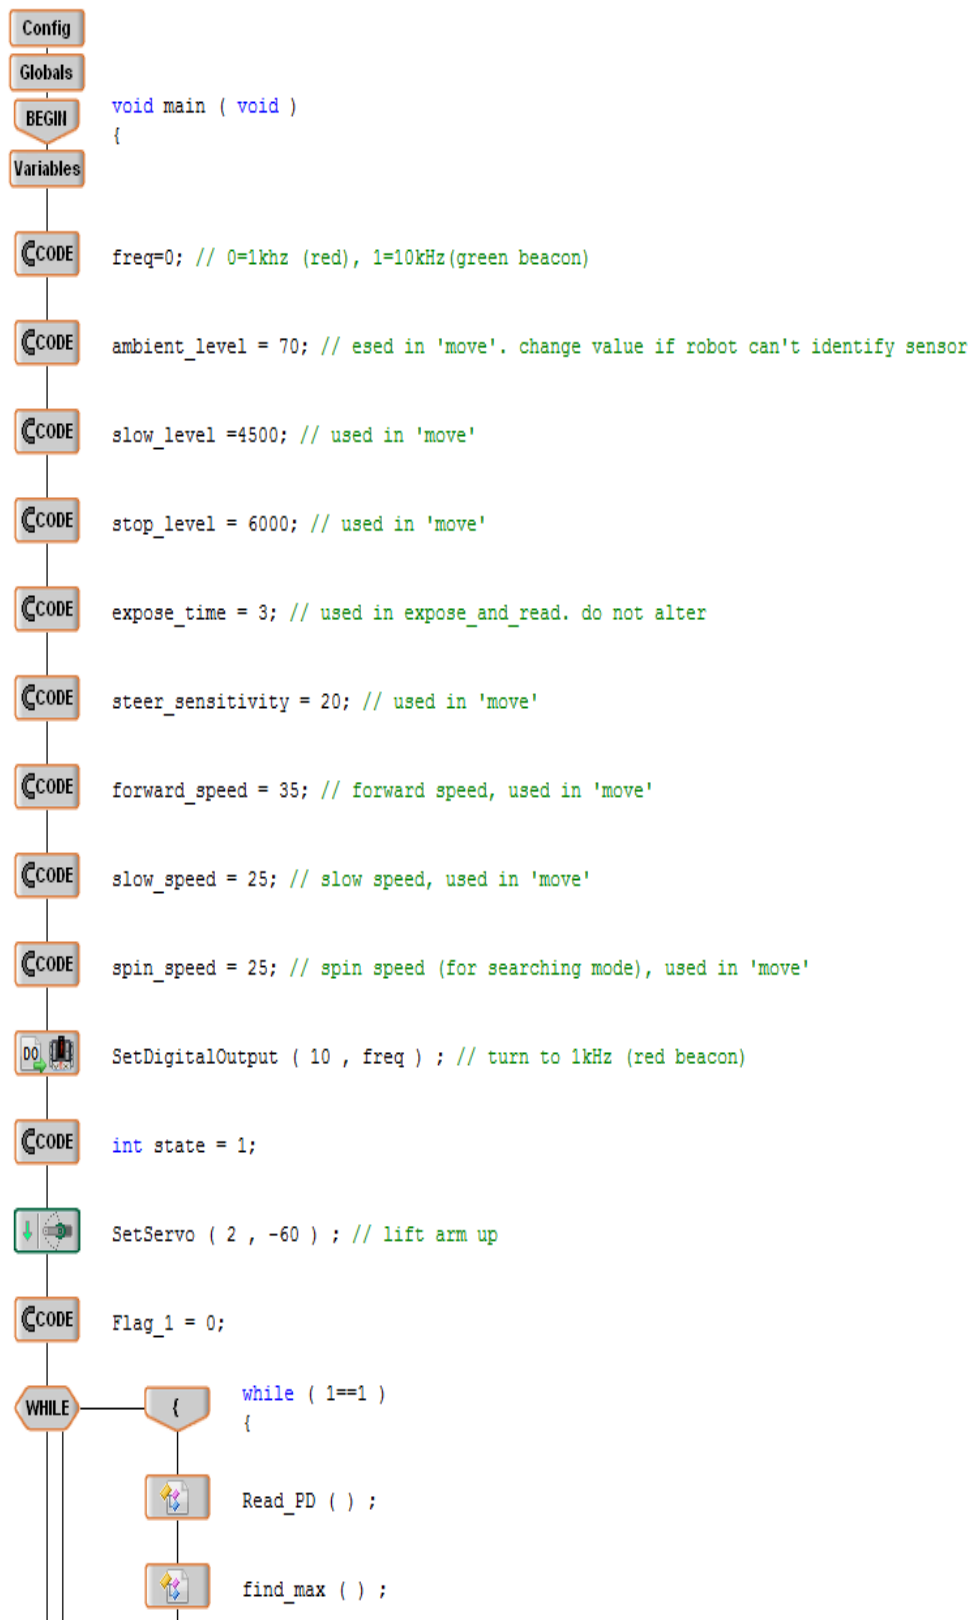 Config
Globals
BEGIN
void main ( void )
{
Variables
CODE freq=0; // 0=1khz (red), 1=10kHz(green beacon)
CODE ambient_level = 70; // esed in 'move'. change value if robot can't identify sensor
CODE slow_level =4500; // used in 'move'
CODE stop_level = 6000; // used in 'move'
CODE expose_time = 3; // used in expose_and_read. do not alter
CODE steer_sensitivity = 20; // used in 'move'
CODE forward_speed = 35; // forward speed, used in 'move'
CODE slow_speed = 25; // slow speed, used in 'move'
CODE spin_speed = 25; // spin speed (for searching mode), used in 'move'
DO SetDigitalOutput ( 10 , freq ) ; // turn to 1kHz (red beacon)
CODE int state = 1;
SetServo ( 2 , -60 ) ; // lift arm up
CODE Flag_1 = 0;
WHILE { while ( 1==1 )
{
Read_PD ( ) ;
find_max ( ) ;